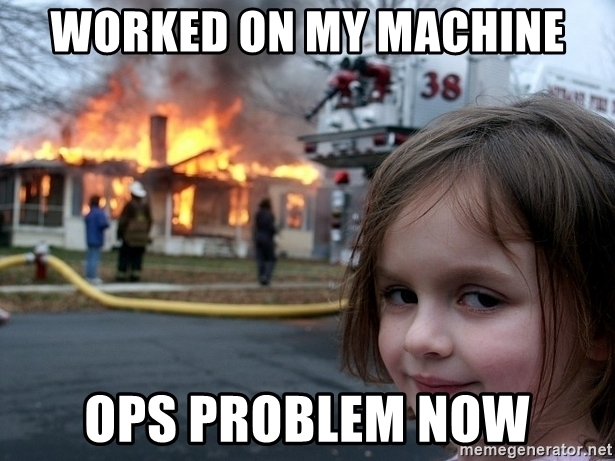 WORKED ON MY MACHINE
38
OPS PROBLEM NOW
memegenerator.net